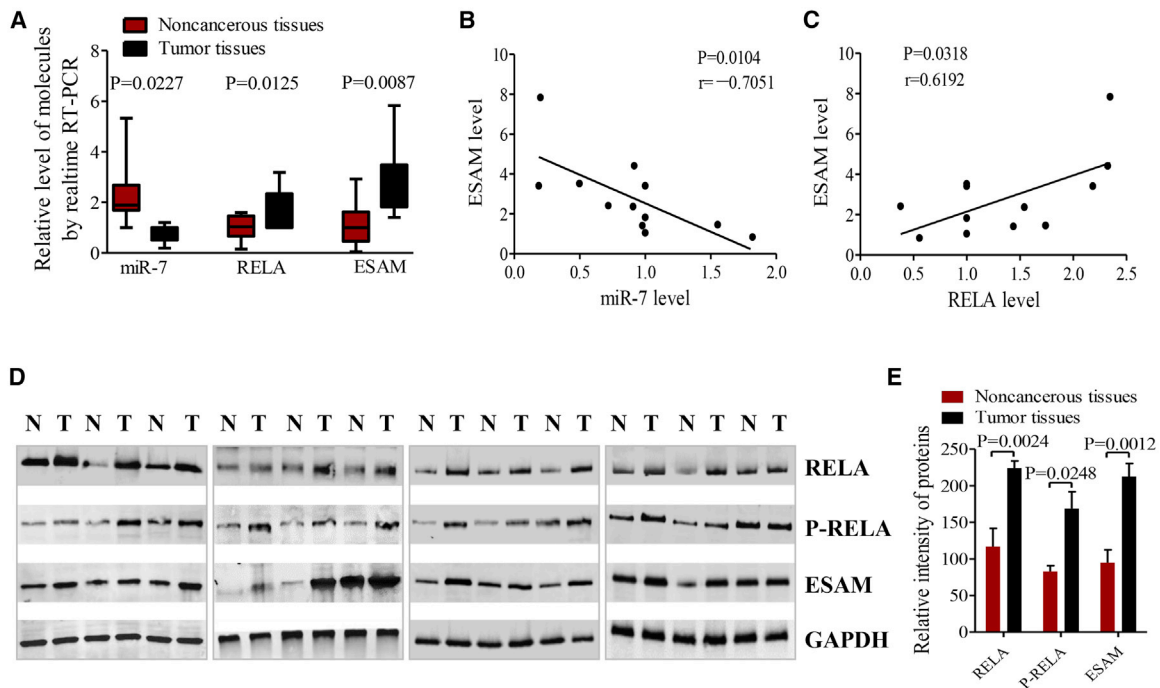 A
Noncancerous tissues
Tumor tissues
Relative level of molecules
by realtime RT-PCR
8
6
4
2
0
P=0.0227
P=0.0125
P=0.0087
miR-7
RELA
ESAM
B
ESAM level
10
8
6
4
2
0
P=0.0104
r=−0.7051
0.0
0.5
1.0
1.5
2.0
miR-7 level
C
ESAM level
10
8
6
4
2
0
P=0.0318
r=0.6192
0.0
0.5
1.0
1.5
2.0
2.5
RELA level
D
N T N T N T
N T N T N T
N T N T N T
N T N T N T
RELA
P-RELA
ESAM
GAPDH
E
Noncancerous tissues
Tumor tissues
Relative intensity of proteins
250
200
150
100
50
0
P=0.0024
P=0.0248
P=0.0012
RELA
P-RELA
ESAM